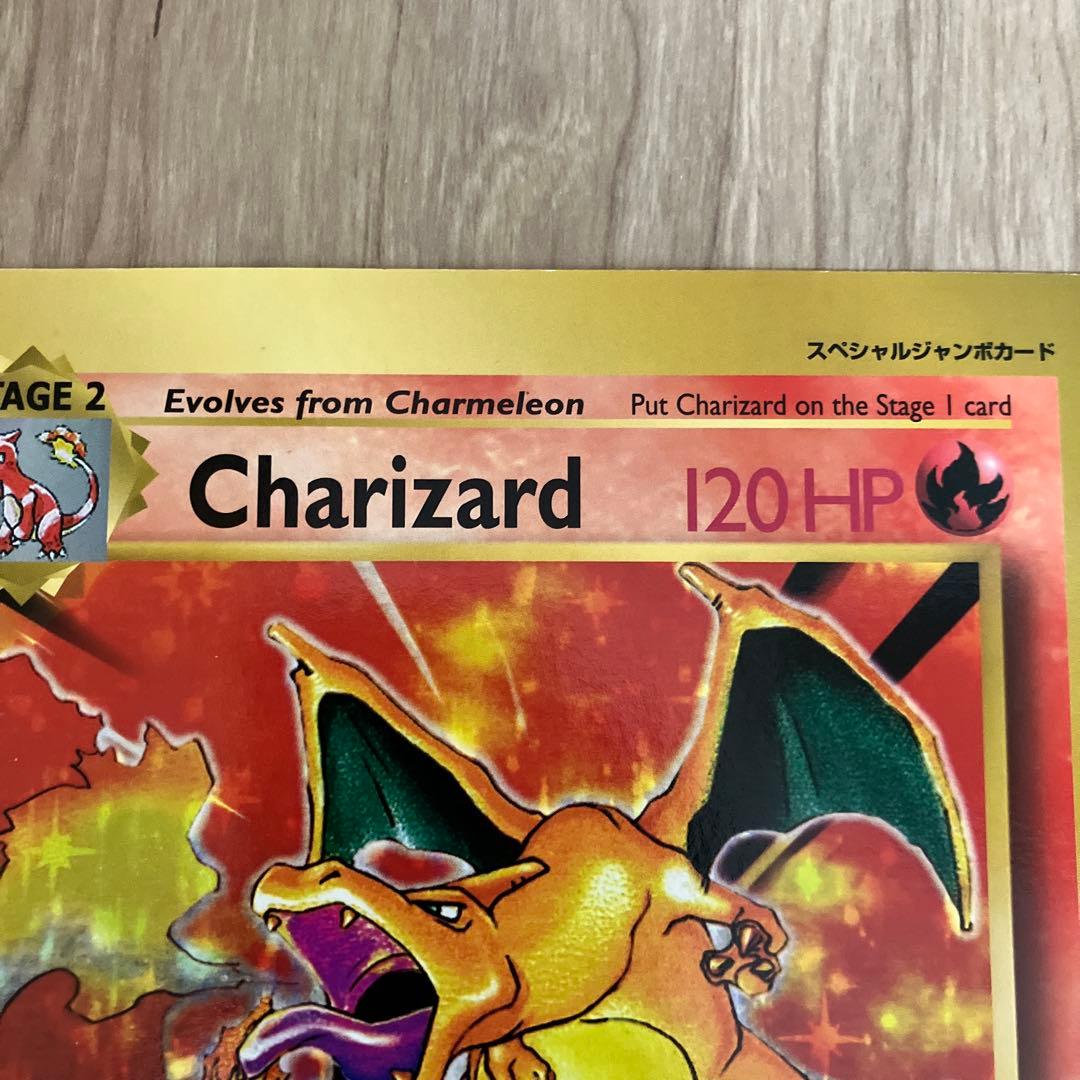 スペシャルジャンボカード
TAGE 2
Evolves from Charmeleon
Put Charizard on the Stage 1 card
Charizard
120 HP